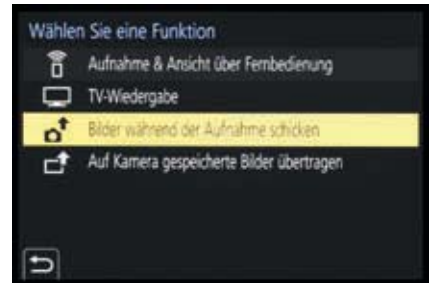 Wählen Sie eine Funktion
Aufnahme & Ansicht über Fernbedienung
TV-Wiedergabe
Bilder während der Aufnahme schicken
Auf Kamera gespeicherte Bilder übertragen